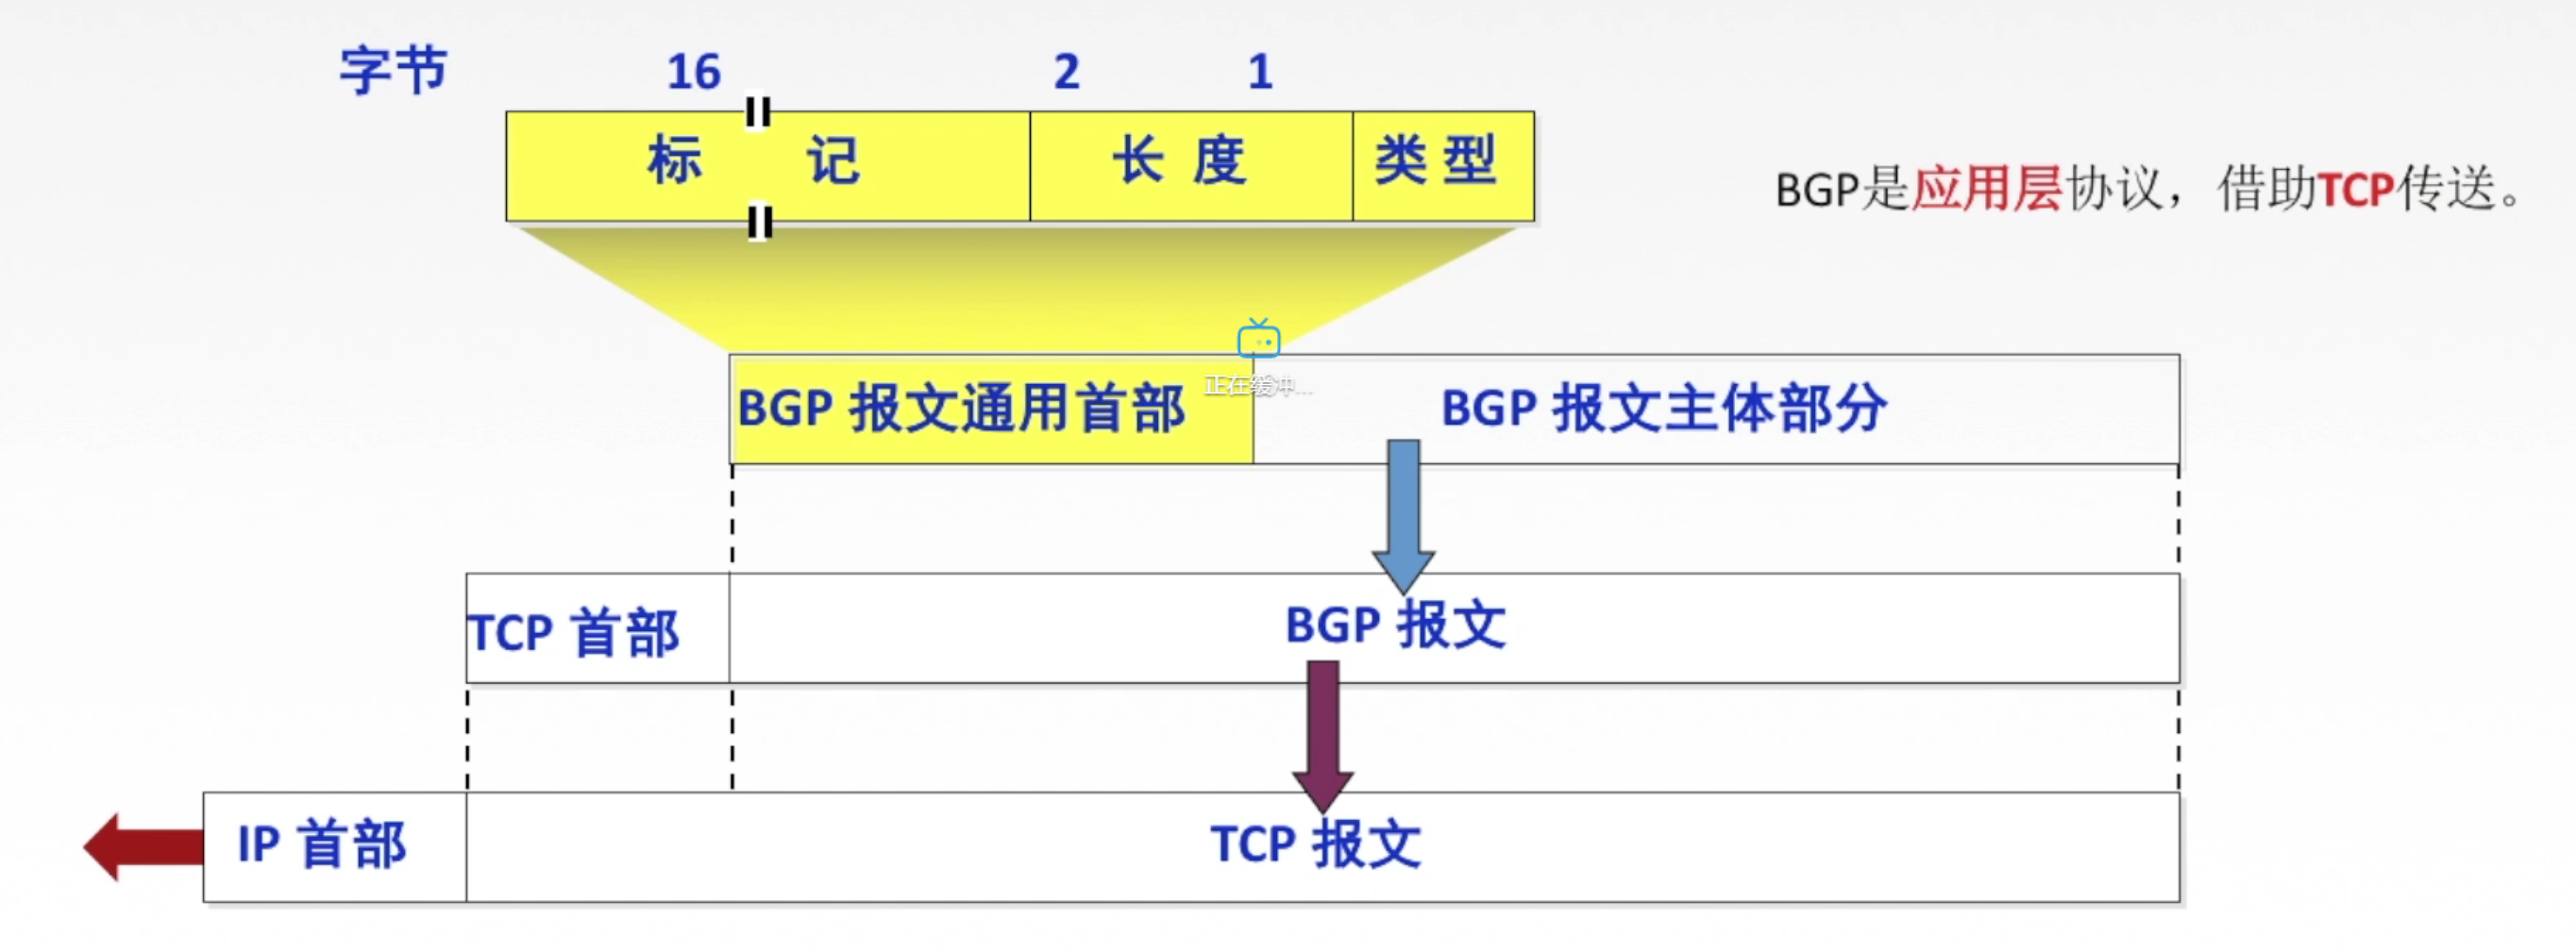 字节 16 2 1
标 记 长 度 类 型
BGP是应用层协议，借助TCP传送。
BGP 报文通用首部 BGP 报文主体部分
正在缓冲...
TCP 首部 BGP 报文
IP 首部 TCP 报文